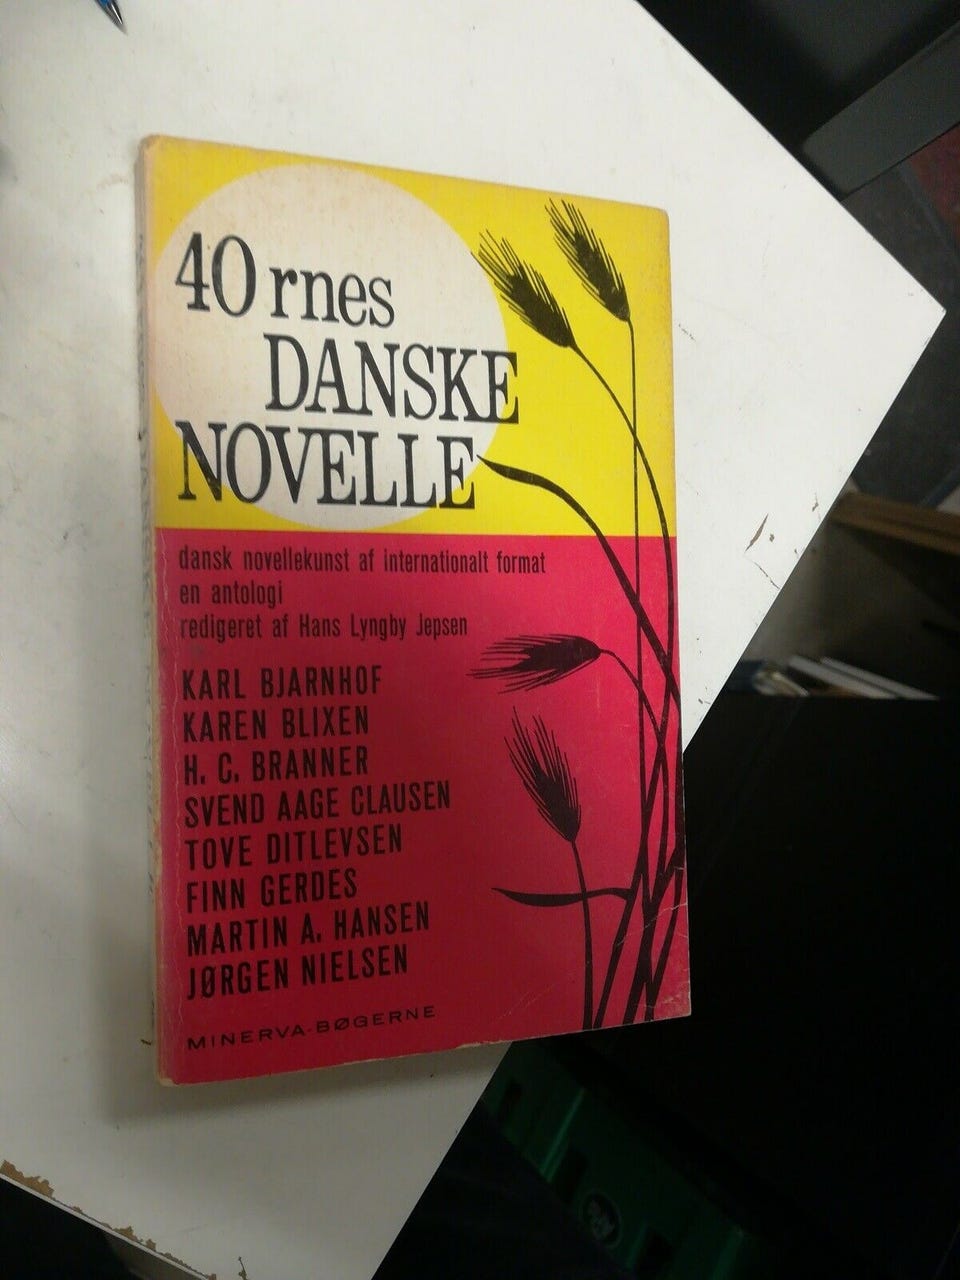 40rnes
DANSKE
NOVELLE
dansk novellekunst af internationalt format
en antologi
redigeret af Hans Lyngby Jepsen
KARL BJARNHOF
KAREN BLIXEN
H. C. BRANNER
SVEND AAGE CLAUSEN
TOVE DITLEVSEN
FINN GERDES
MARTIN A. HANSEN
JØRGEN NIELSEN
MINERVA-BØGERNE